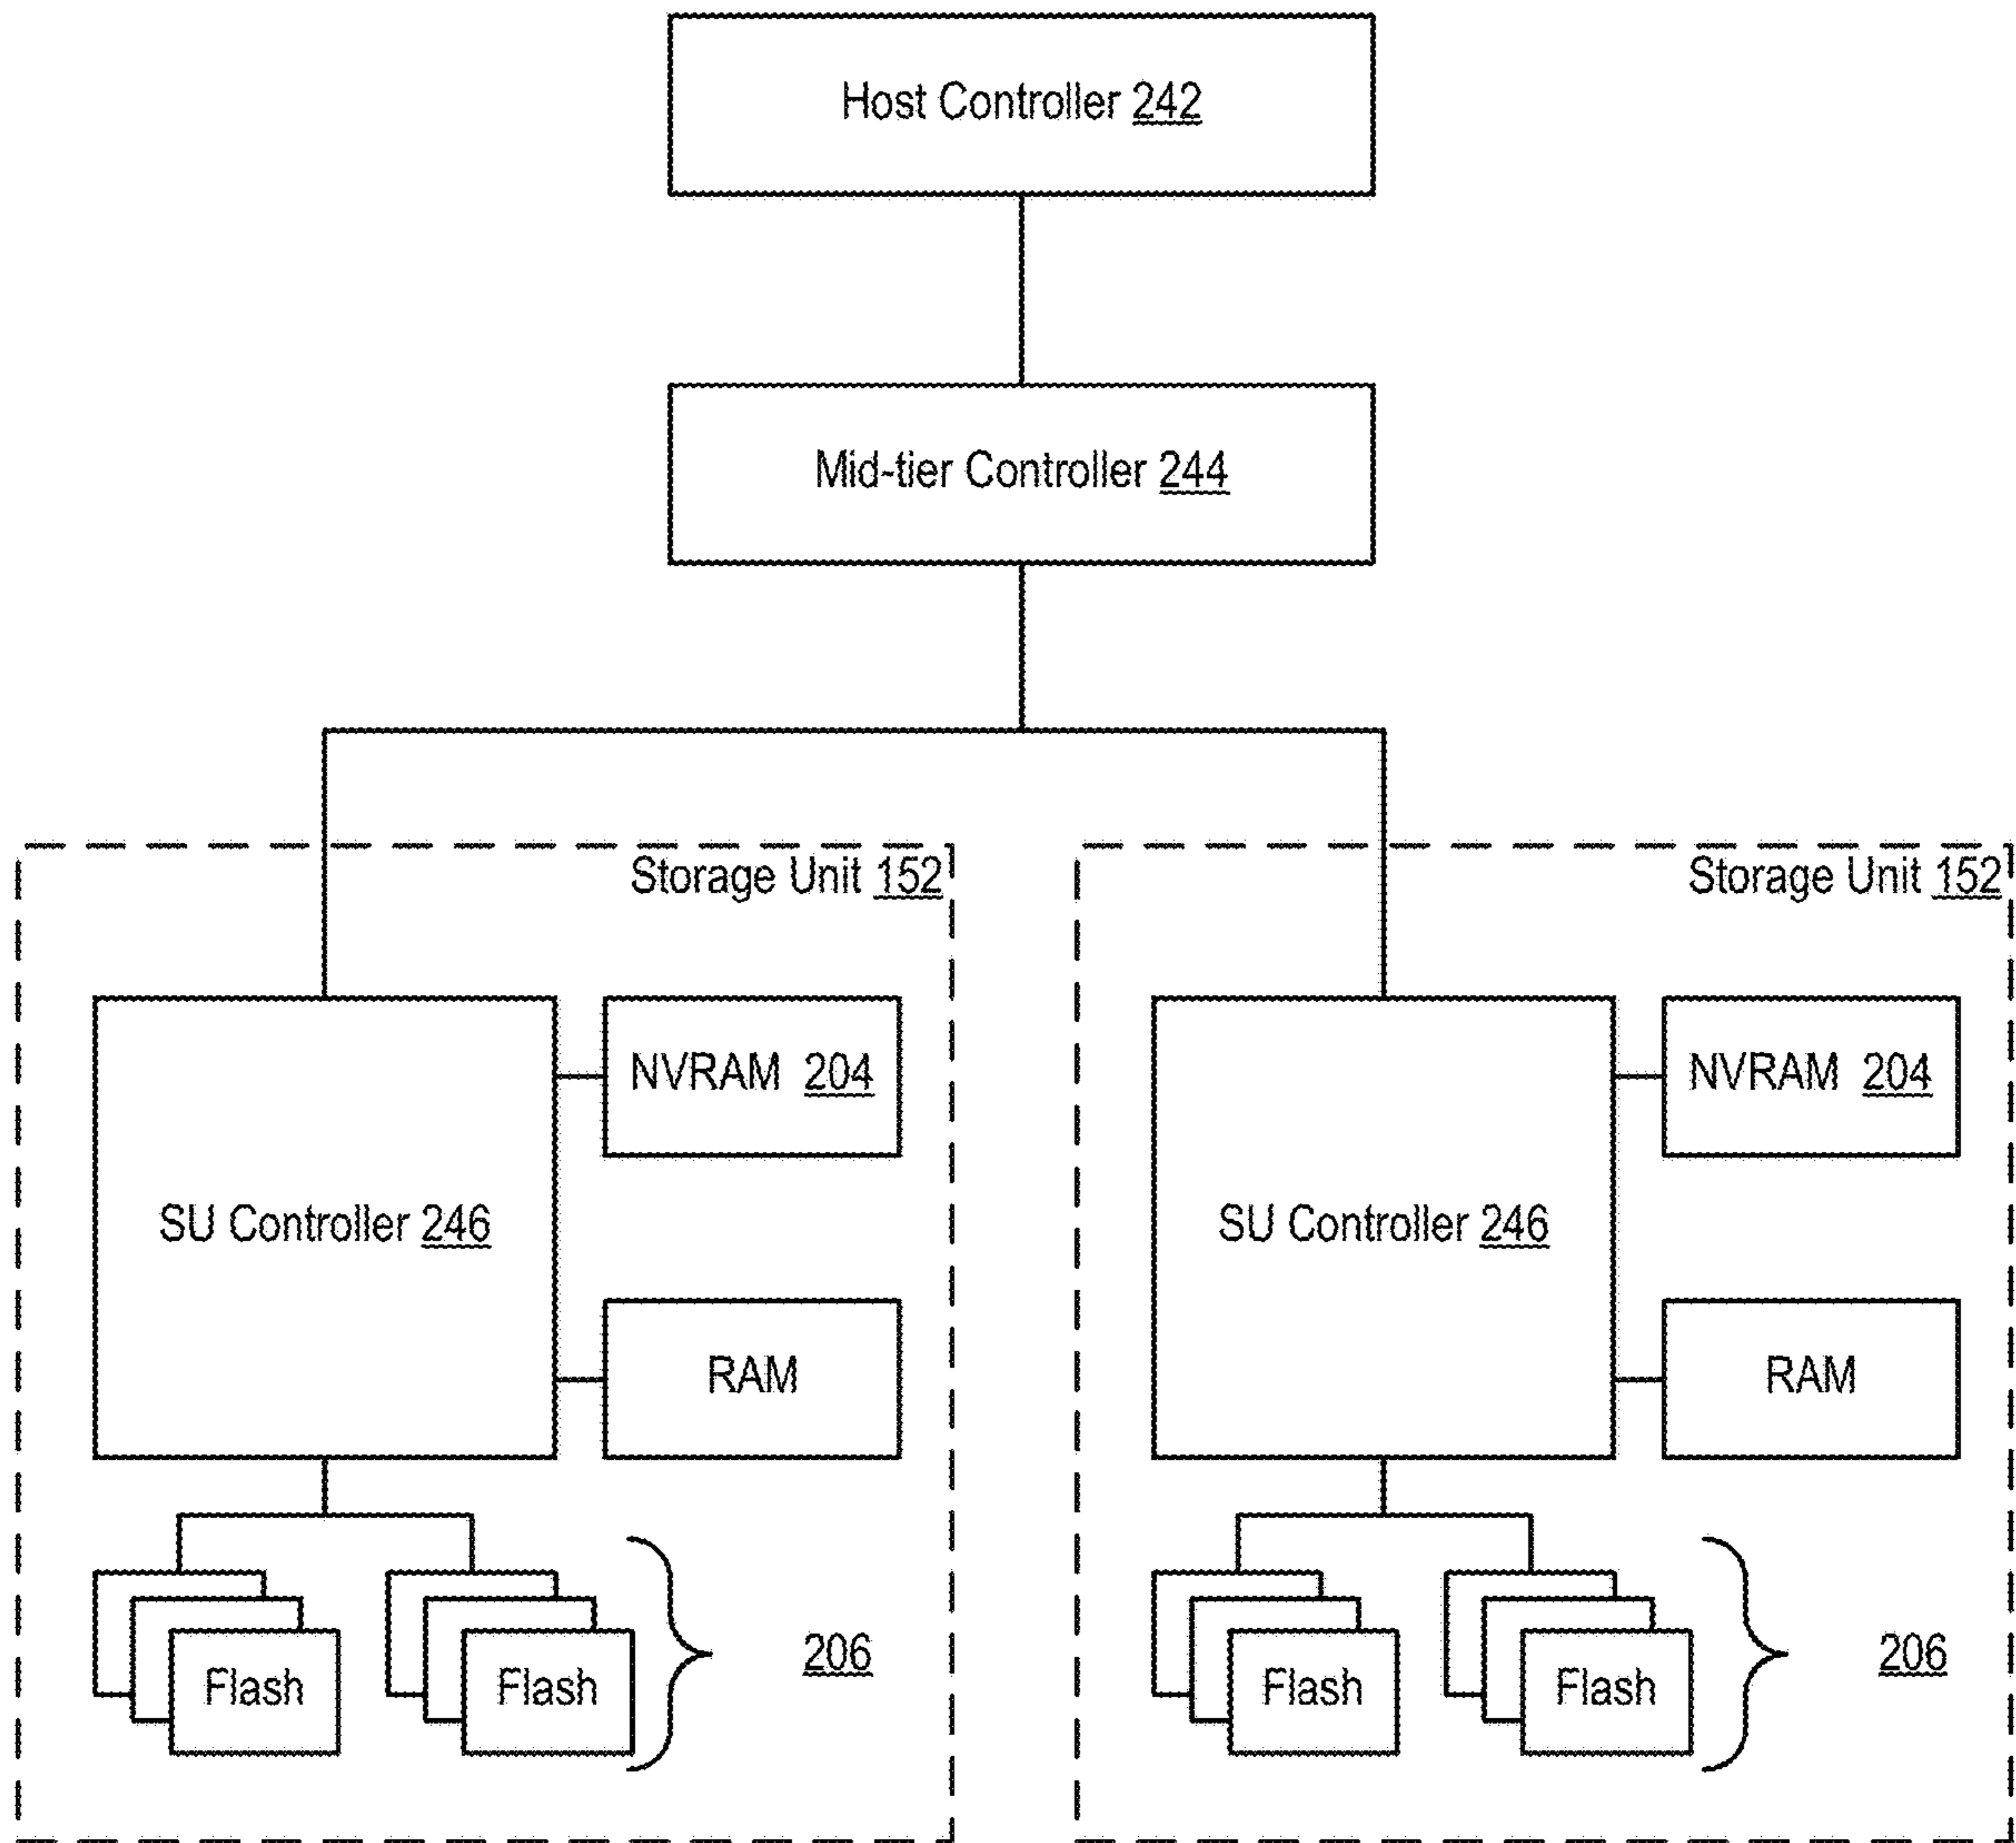 Host Controller 242
Mid-tier Controller 244
Storage Unit 152
SU Controller 246
NVRAM 204
RAM
Flash
Flash
206
Storage Unit 152
SU Controller 246
NVRAM 204
RAM
Flash
Flash
206